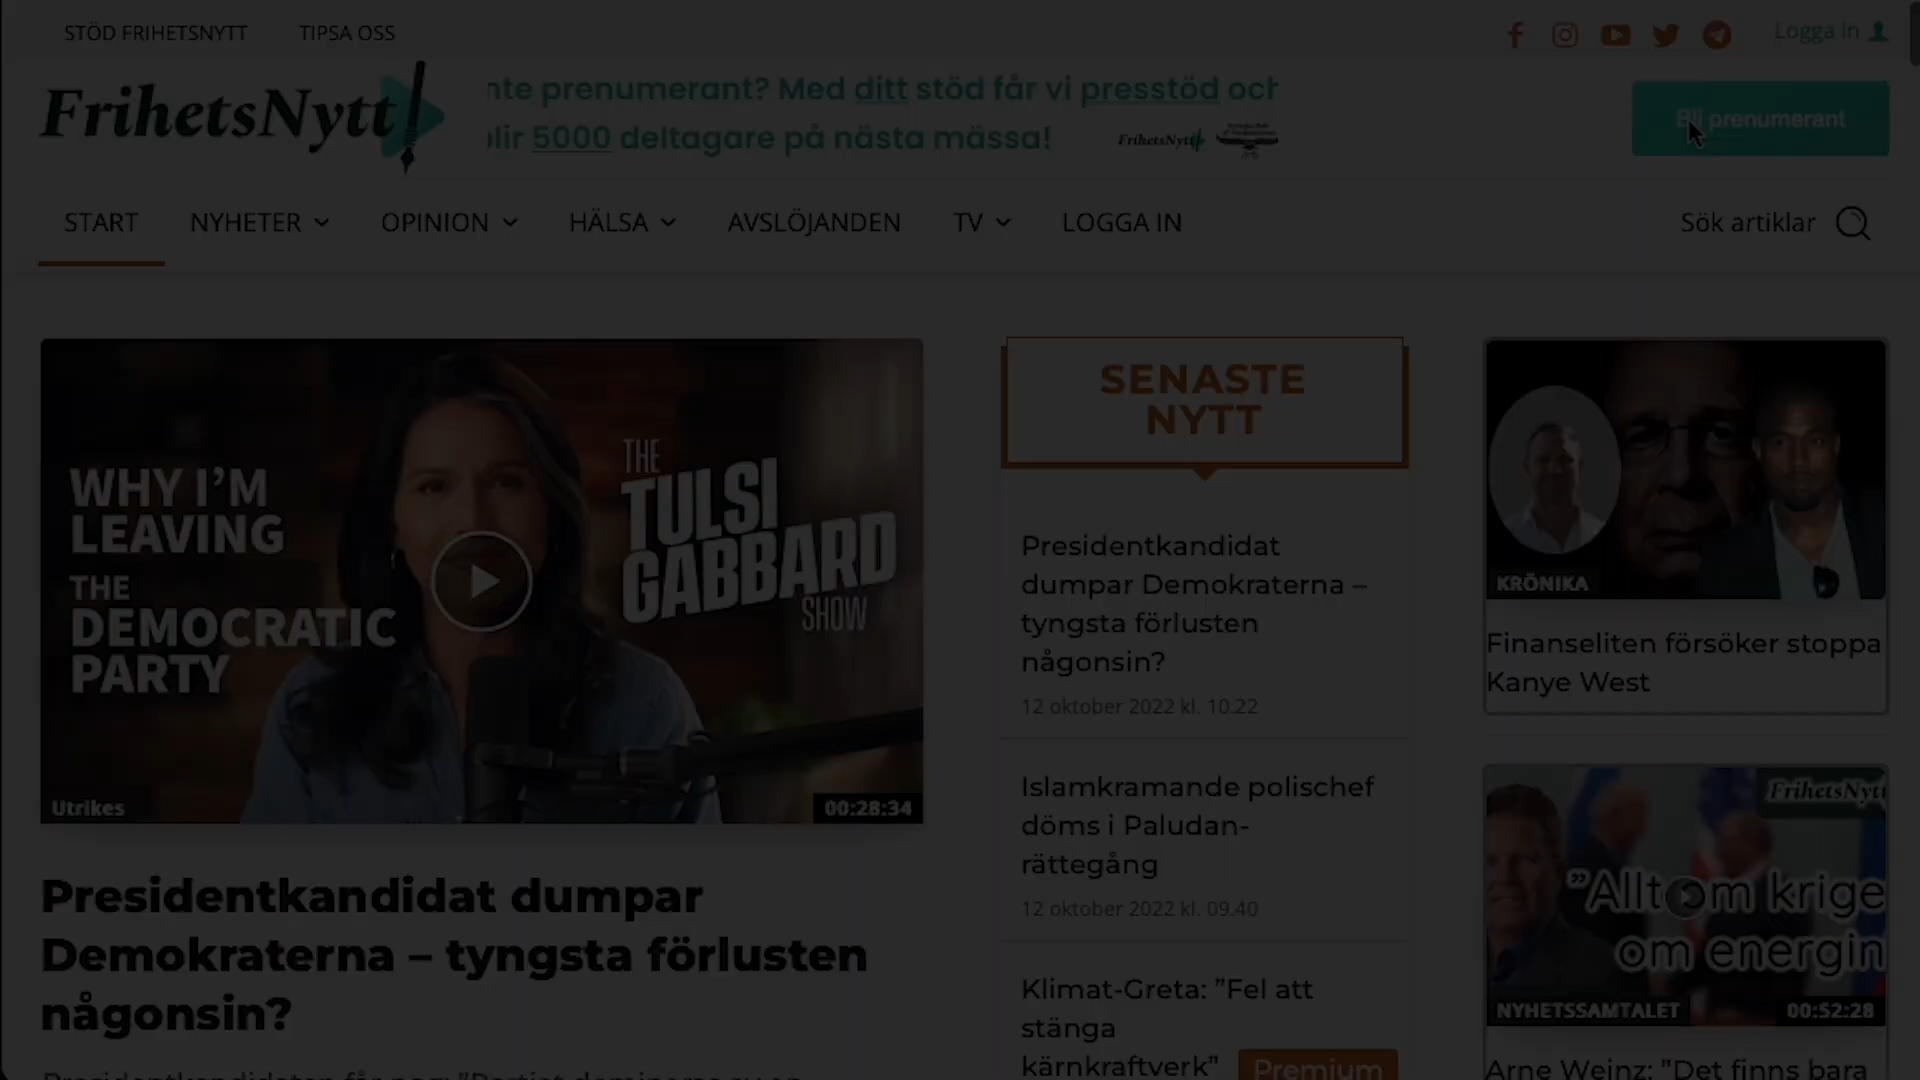 STÖD FRIHETSNYTT
TIPSA OSS
Logga in
FrihetsNytt
nte prenumerant? Med ditt stöd får vi presstöd och
blir 5000 deltagare på nästa mässa!
FrihetsNytt
Bli prenumerant
START
NYHETER
OPINION
HÄLSA
AVSLÖJANDEN
TV
LOGGA IN
Sök artiklar
WHY I'M
LEAVING
THE
DEMOCRATIC
PARTY
THE
TULSI
GABBARD
SHOW
Utrikes
00:28:34
Presidentkandidat dumpar
Demokraterna – tyngsta förlusten
någonsin?
SENASTE
NYTT
Presidentkandidat
dumpar Demokraterna –
tyngsta förlusten
någonsin?
12 oktober 2022 kl. 10.22
Islamkramande polischef
döms i Paludan-
rättegång
12 oktober 2022 kl. 09.40
Klimat-Greta: ”Fel att
stänga
kärnkraftverk”
Premium
KRÖNIKA
Finanseliten försöker stoppa
Kanye West
FrihetsNytt
”Allt om krige
om energin
NYHETSSAMTALET
00:52:28
Arne Weinz: ”Det finns bara